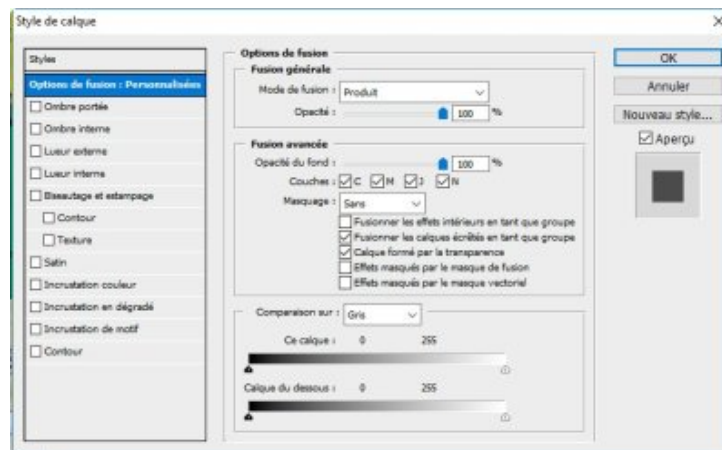 Style de calque
Styles
Options de fusion : Personnalisées
Ombre portée
Ombre interne
Lueur externe
Lueur interne
Biseautage et estampage
Contour
Texture
Satin
Incrustation couleur
Incrustation en dégradé
Incrustation de motif
Contour
Options de fusion
Fusion générale
Mode de fusion : Produit
Opacité : 100 %
Fusion avancée
Opacité du fond : 100 %
Couches : C M J N
Masquage : Sans
Fusionner les effets intérieurs en tant que groupe
Fusionner les calques écrêtés en tant que groupe
Calque formé par la transparence
Effets masqués par le masque de fusion
Effets masqués par le masque vectoriel
Comparaison sur : Gris
Ce calque : 0 255
Calque du dessous : 0 255
OK
Annuler
Nouveau style...
Aperçu